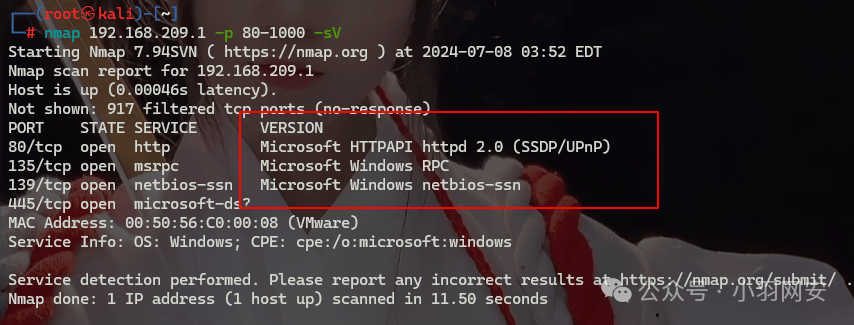 ┌──(root㉿kali)-[~]
└─# nmap 192.168.209.1 -p 80-1000 -sV
Starting Nmap 7.94SVN ( https://nmap.org ) at 2024-07-08 03:52 EDT
Nmap scan report for 192.168.209.1
Host is up (0.00046s latency).
Not shown: 917 filtered tcp ports (no-response)
PORT    STATE SERVICE       VERSION
80/tcp  open  http          Microsoft HTTPAPI httpd 2.0 (SSDP/UPnP)
135/tcp open  msrpc         Microsoft Windows RPC
139/tcp open  netbios-ssn   Microsoft Windows netbios-ssn
445/tcp open  microsoft-ds?
MAC Address: 00:50:56:C0:00:08 (VMware)
Service Info: OS: Windows; CPE: cpe:/o:microsoft:windows
Service detection performed. Please report any incorrect results at https://nmap.org/submit/ .
Nmap done: 1 IP address (1 host up) scanned in 11.50 seconds
公众号 · 小羽网安